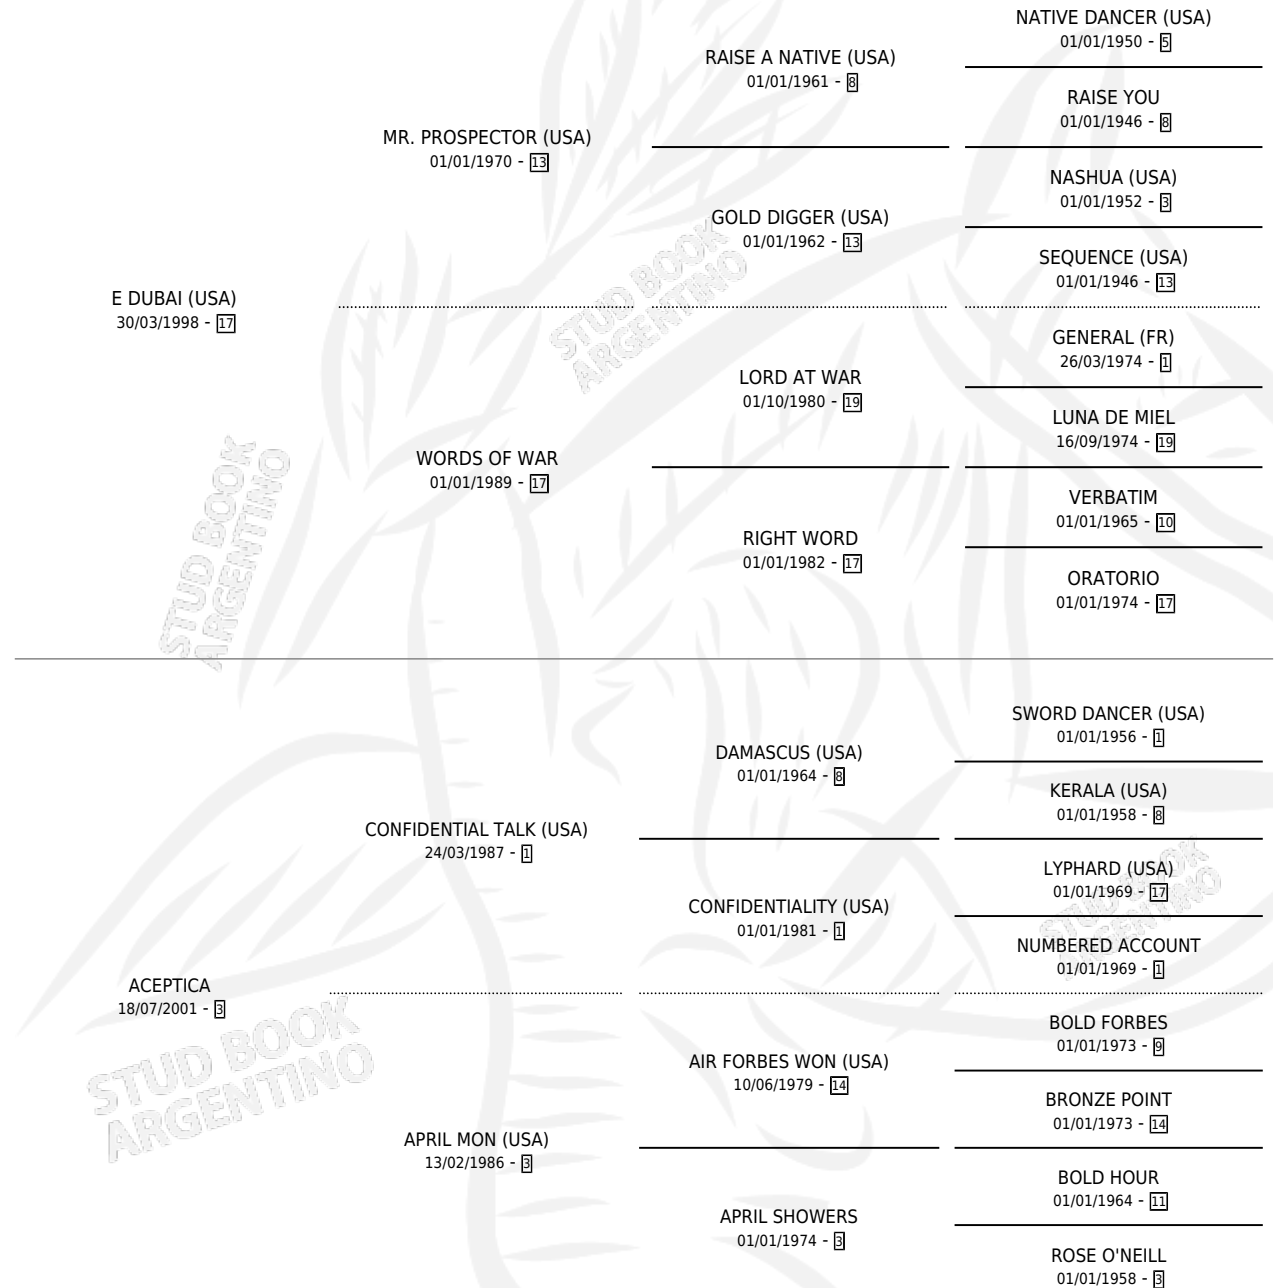 NATIVE DANCER (USA)
01/01/1950 - 5
RAISE A NATIVE (USA)
01/01/1961 - 8
RAISE YOU
01/01/1946 - 8
MR. PROSPECTOR (USA)
01/01/1970 - 13
NASHUA (USA)
01/01/1952 - 3
GOLD DIGGER (USA)
01/01/1962 - 13
SEQUENCE (USA)
01/01/1946 - 13
E DUBAI (USA)
30/03/1998 - 17
STUD BOOK
ARGENTINO
GENERAL (FR)
26/03/1974 - 1
LORD AT WAR
01/10/1980 - 19
LUNA DE MIEL
16/09/1974 - 19
WORDS OF WAR
01/01/1989 - 17
VERBATIM
01/01/1965 - 10
RIGHT WORD
01/01/1982 - 17
ORATORIO
01/01/1974 - 17
STUD BOOK
ARGENTINO
SWORD DANCER (USA)
01/01/1956 - 1
DAMASCUS (USA)
01/01/1964 - 8
KERALA (USA)
01/01/1958 - 8
CONFIDENTIAL TALK (USA)
24/03/1987 - 1
LYPHARD (USA)
01/01/1969 - 17
CONFIDENTIALITY (USA)
01/01/1981 - 1
NUMBERED ACCOUNT
01/01/1969 - 1
STUD BOOK
ARGENTINO
ACEPTICA
18/07/2001 - 3
BOLD FORBES
01/01/1973 - 9
AIR FORBES WON (USA)
10/06/1979 - 14
BRONZE POINT
01/01/1973 - 14
STUD BOOK
ARGENTINO
APRIL MON (USA)
13/02/1986 - 3
BOLD HOUR
01/01/1964 - 11
APRIL SHOWERS
01/01/1974 - 3
ROSE O'NEILL
01/01/1958 - 3